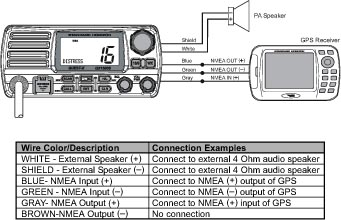 PA Speaker
Shield
White
GPS Receiver
Blue NMEA OUT (+)
Green NMEA OUT (–)
Gray NMEA IN (+)
DISTRESS
16
Wire Color/Description Connection Examples
WHITE - External Speaker (+) Connect to external 4 Ohm audio speaker
SHIELD - External Speaker (–) Connect to external 4 Ohm audio speaker
BLUE- NMEA Input (+) Connect to NMEA (+) output of GPS
GREEN - NMEA Input (–) Connect to NMEA (–) output of GPS
GRAY- NMEA Output (+) Connect to NMEA (+) input of GPS
BROWN-NMEA Output (–) No connection